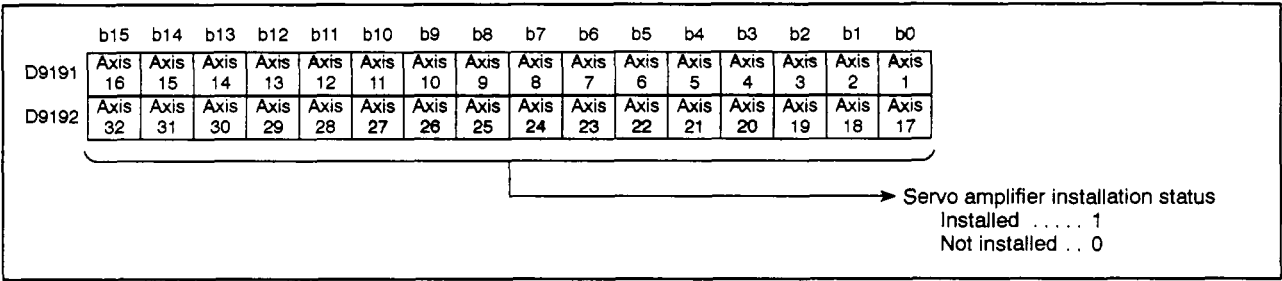 b15 b14 b13 b12 b11 b10 b9 b8 b7 b6 b5 b4 b3 b2 b1 b0
D9191 Axis 16 Axis 15 Axis 14 Axis 13 Axis 12 Axis 11 Axis 10 Axis 9 Axis 8 Axis 7 Axis 6 Axis 5 Axis 4 Axis 3 Axis 2 Axis 1
D9192 Axis 32 Axis 31 Axis 30 Axis 29 Axis 28 Axis 27 Axis 26 Axis 25 Axis 24 Axis 23 Axis 22 Axis 21 Axis 20 Axis 19 Axis 18 Axis 17
Servo amplifier installation status
Installed ..... 1
Not installed .. 0